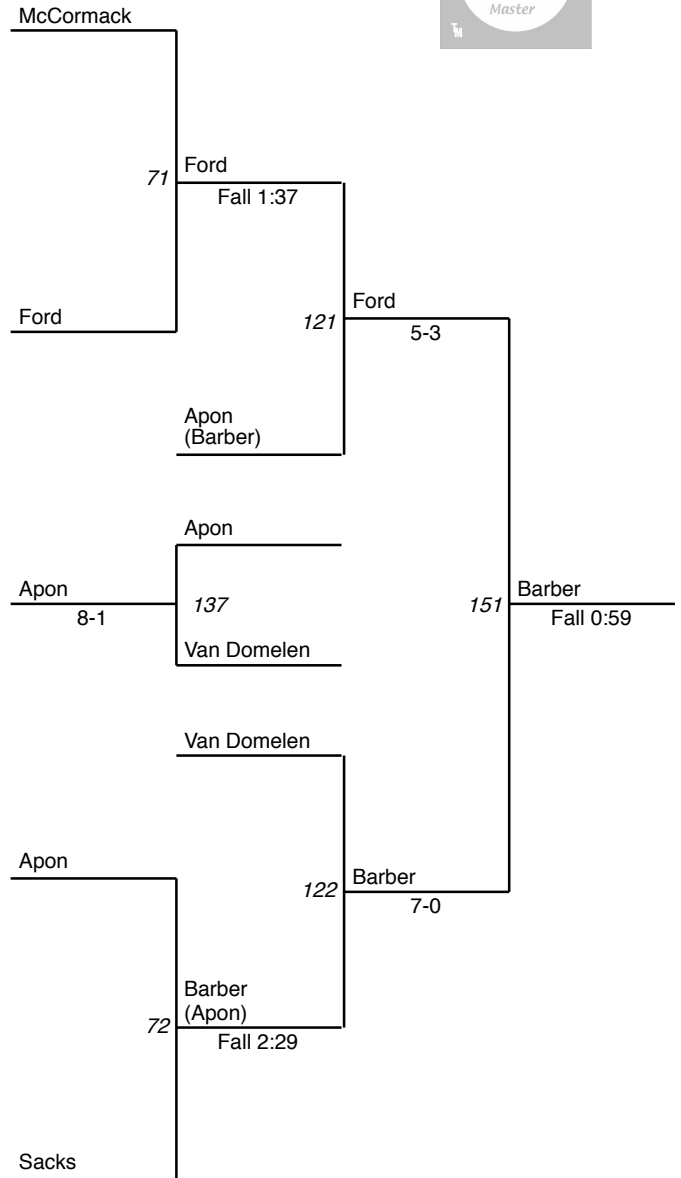 McCormack
Master
TM
Ford
71
Fall 1:37
Ford
Ford
121
5-3
Apon
(Barber)
Apon
Apon
137
151
Barber
8-1
Fall 0:59
Van Domelen
Van Domelen
Apon
Barber
122
7-0
Barber
(Apon)
72
Fall 2:29
Sacks